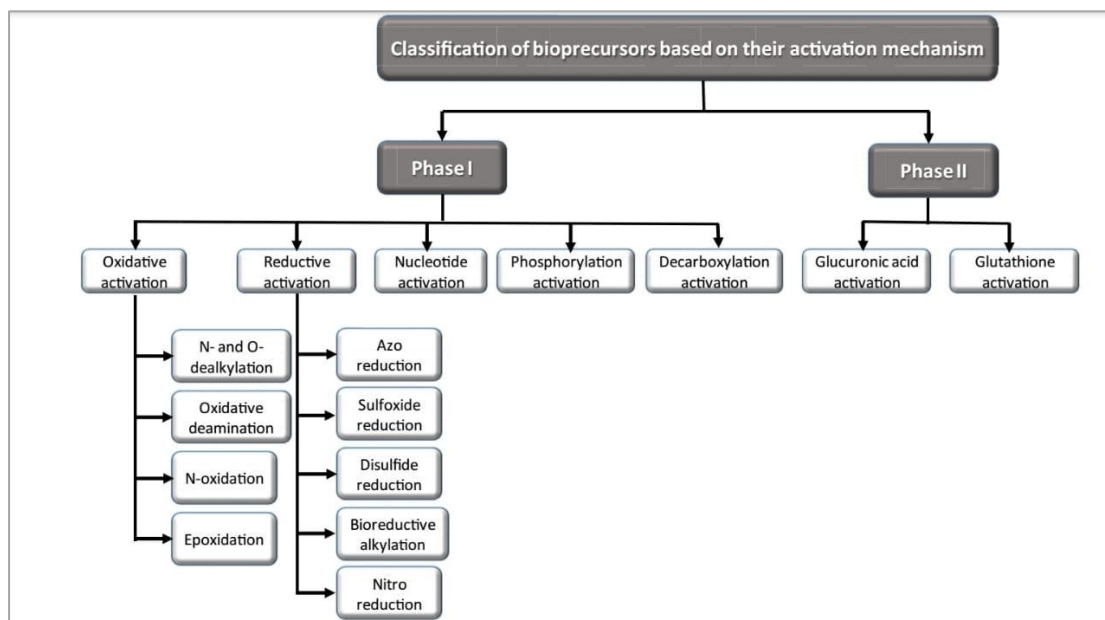 Classification of bioprecursors based on their activation mechanism
Phase I
Phase II
Oxidative
activation
Reductive
activation
Nucleotide
activation
Phosphorylation
activation
Decarboxylation
activation
Glucuronic acid
activation
Glutathione
activation
N- and O-
dealkylation
Oxidative
deamination
N-oxidation
Epoxidation
Azo
reduction
Sulfoxide
reduction
Disulfide
reduction
Bioreductive
alkylation
Nitro
reduction